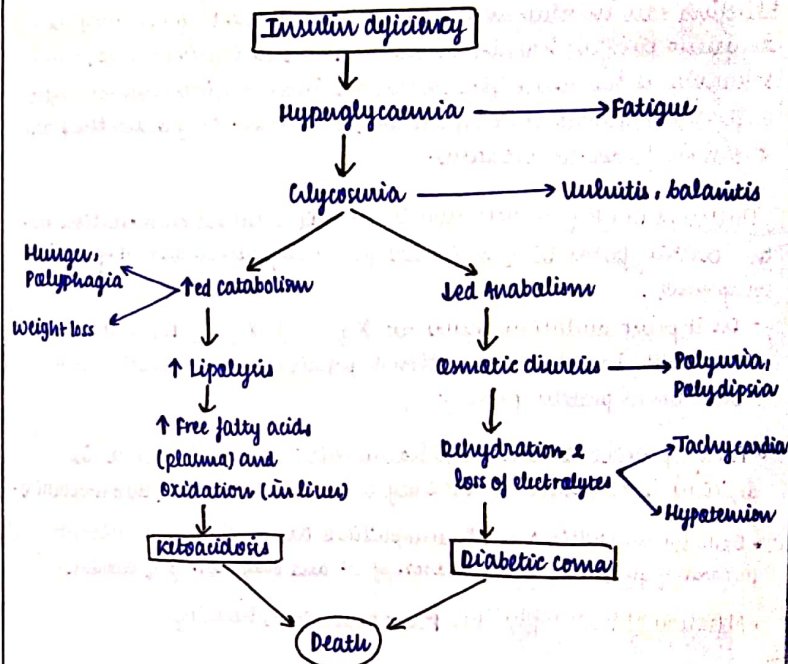 Insulin deficiency
Hyperglycaemia
Fatigue
Glycosuria
Vulvitis, balanitis
Hunger,
Polyphagia
↑ed catabolism
↓ed Anabolism
Weight loss
↑ Lipolysis
Osmotic diuresis
Polyuria,
Polydipsia
↑ Free fatty acids
(plasma) and
oxidation (in liver)
Dehydration &
loss of electrolytes
Tachycardia
Hypotension
Ketoacidosis
Diabetic coma
Death